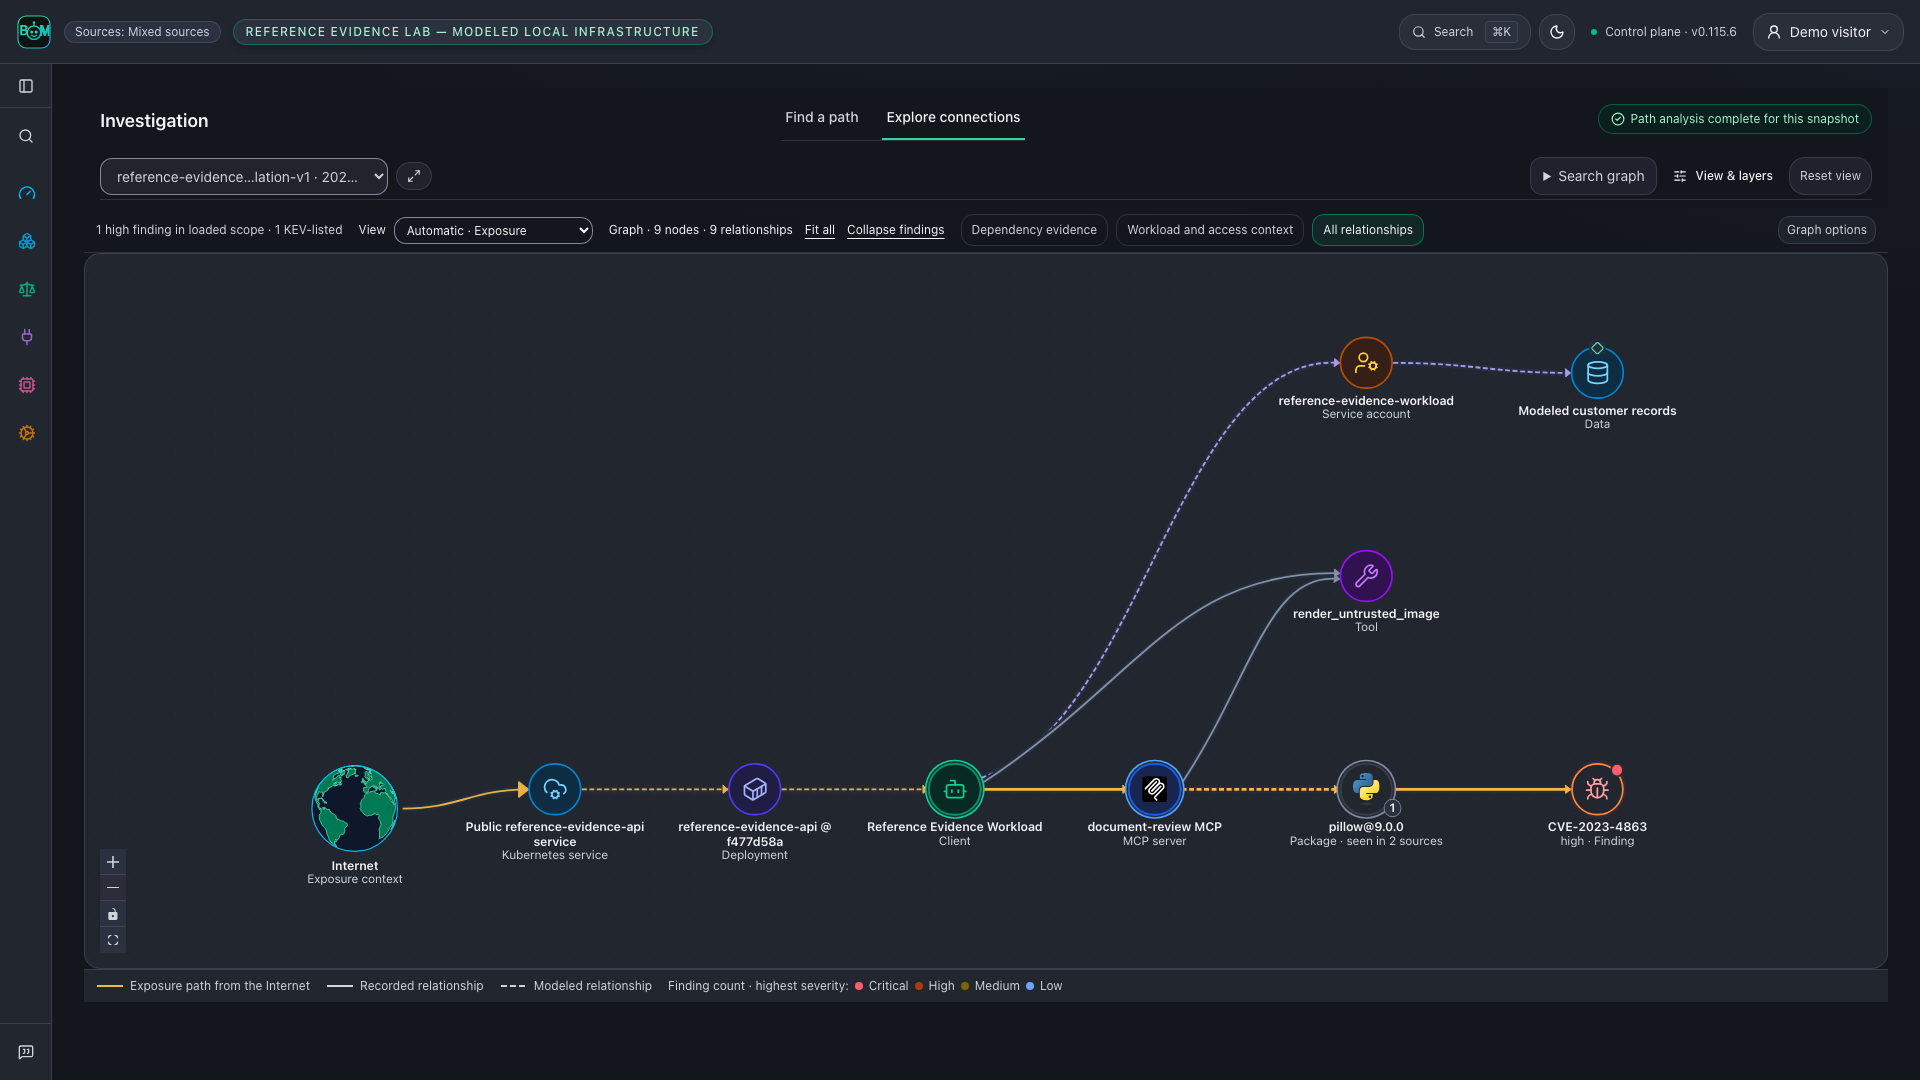 BOM
Sources: Mixed sources
REFERENCE EVIDENCE LAB — MODELED LOCAL INFRASTRUCTURE
Search ⌘K
Control plane · v0.115.6
Demo visitor
Investigation
Find a path
Explore connections
Path analysis complete for this snapshot
reference-evidence...lation-v1 · 202...
Search graph
View & layers
Reset view
1 high finding in loaded scope · 1 KEV-listed
View
Automatic · Exposure
Graph · 9 nodes · 9 relationships
Fit all
Collapse findings
Dependency evidence
Workload and access context
All relationships
Graph options
reference-evidence-workload
Service account
Modeled customer records
Data
render_untrusted_image
Tool
Internet
Exposure context
Public reference-evidence-api
service
Kubernetes service
reference-evidence-api @
f477d58a
Deployment
Reference Evidence Workload
Client
document-review MCP
MCP server
1
pillow@9.0.0
Package · seen in 2 sources
CVE-2023-4863
high · Finding
Exposure path from the Internet
Recorded relationship
Modeled relationship
Finding count · highest severity:
Critical
High
Medium
Low